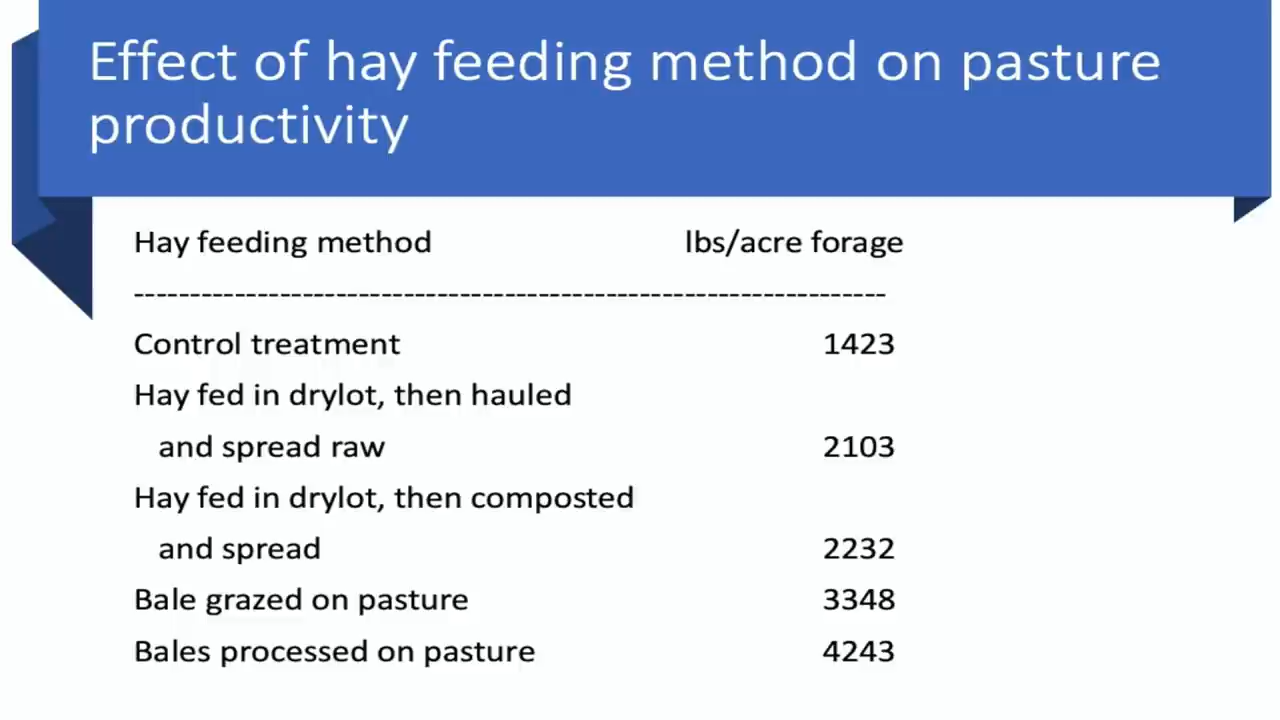 Effect of hay feeding method on pasture
productivity
Hay feeding method lbs/acre forage
--------------------------------------------------------------------
Control treatment 1423
Hay fed in drylot, then hauled
and spread raw 2103
Hay fed in drylot, then composted
and spread 2232
Bale grazed on pasture 3348
Bales processed on pasture 4243